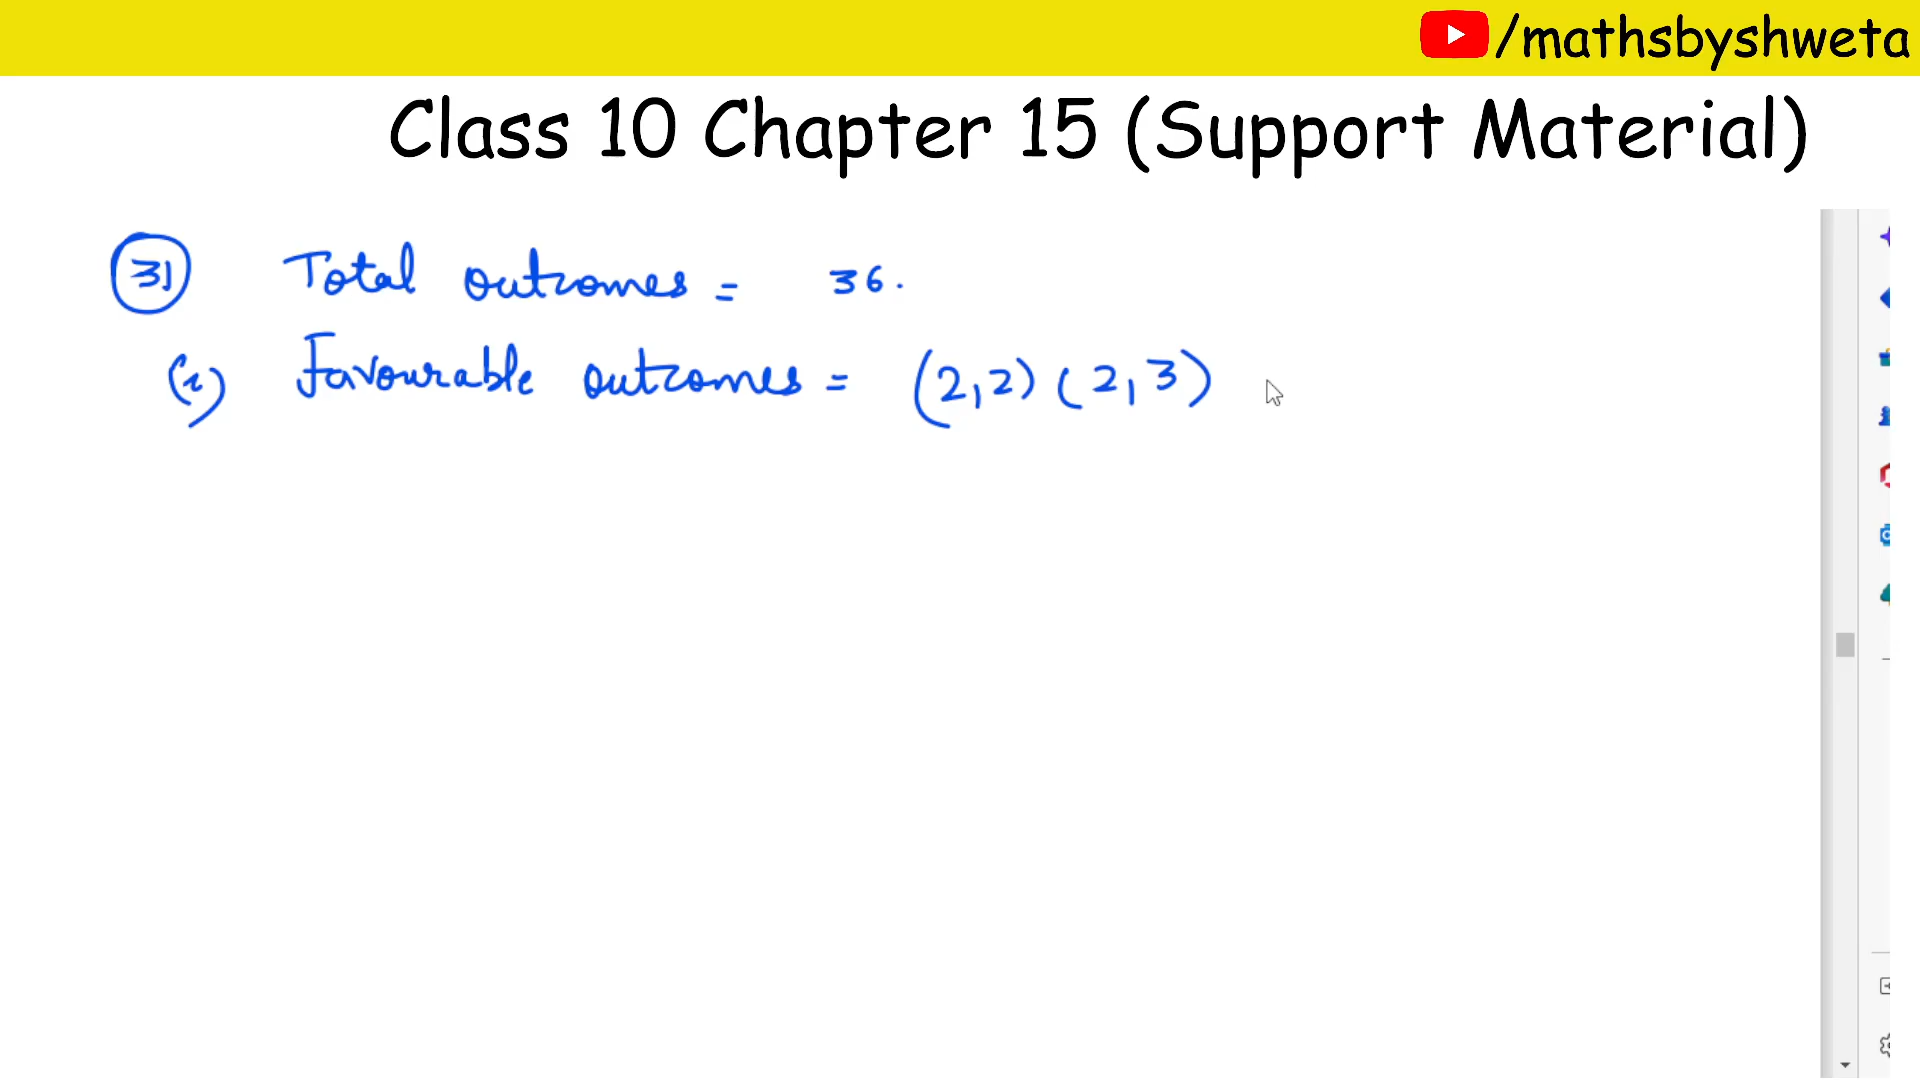 /mathsbyshweta
Class 10 Chapter 15 (Support Material)
31 Total outcomes = 36.
(i) Favourable outcomes = (2,2) (2,3)